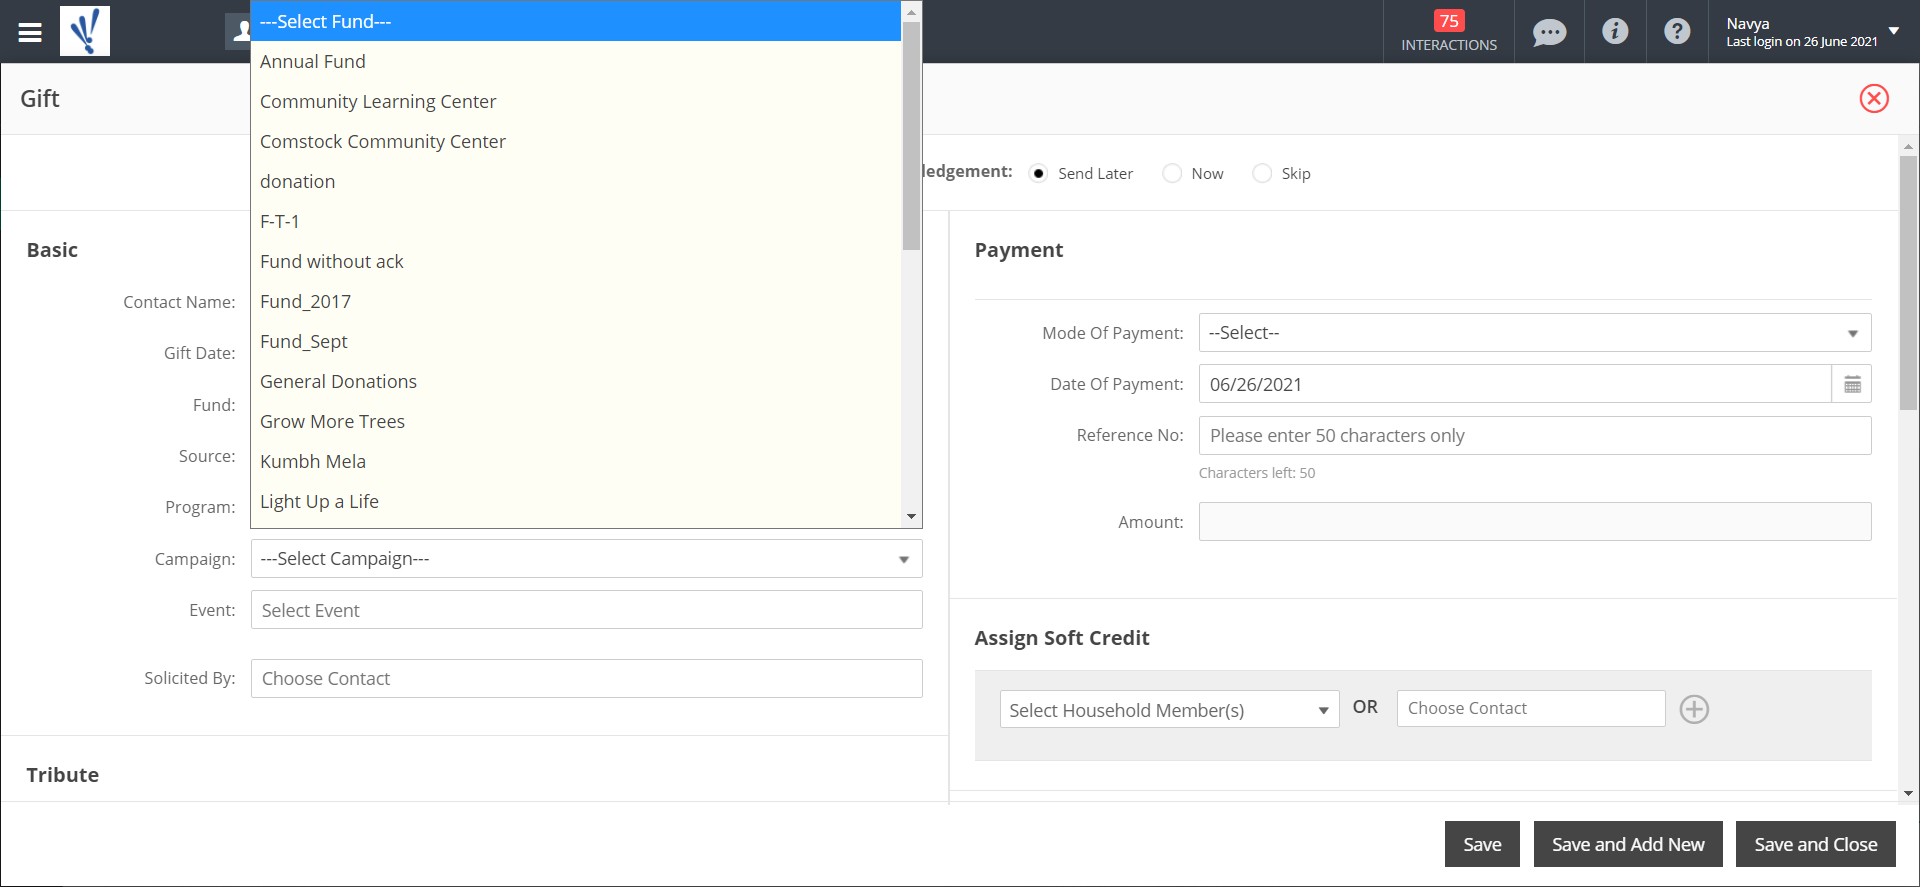 75
INTERACTIONS
Navya
Last login on 26 June 2021
Gift
---Select Fund---
Annual Fund
Community Learning Center
Comstock Community Center
donation
F-T-1
Fund without ack
Fund_2017
Fund_Sept
General Donations
Grow More Trees
Kumbh Mela
Light Up a Life
ledgement:
Send Later
Now
Skip
Basic
Contact Name:
Gift Date:
Fund:
Source:
Program:
Campaign:
---Select Campaign---
Event:
Select Event
Solicited By:
Choose Contact
Tribute
Payment
Mode Of Payment:
--Select--
Date Of Payment:
06/26/2021
Reference No:
Please enter 50 characters only
Characters left: 50
Amount:
Assign Soft Credit
Select Household Member(s)
OR
Choose Contact
Save
Save and Add New
Save and Close